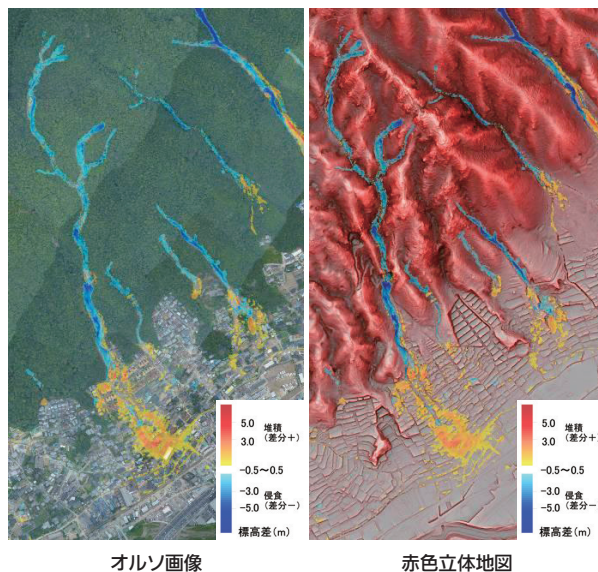 5.0 堆積
3.0 (差分+)
-0.5～0.5
-3.0 侵食
-5.0 (差分-)
標高差(m)
5.0 堆積
3.0 (差分+)
-0.5～0.5
-3.0 侵食
-5.0 (差分-
標高差(m)
オルソ画像
赤色立体地図